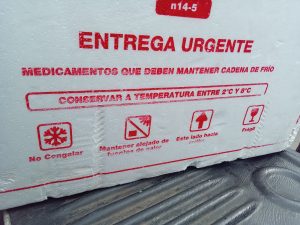 n14-5
ENTREGA URGENTE
MEDICAMENTOS QUE DEBEN MANTENER CADENA DE FRÍO
CONSERVAR A TEMPERATURA ENTRE 2°C Y 8°C
No Congelar
Mantener alejado de
fuentes de calor
Este lado hacia
arriba
Frágil